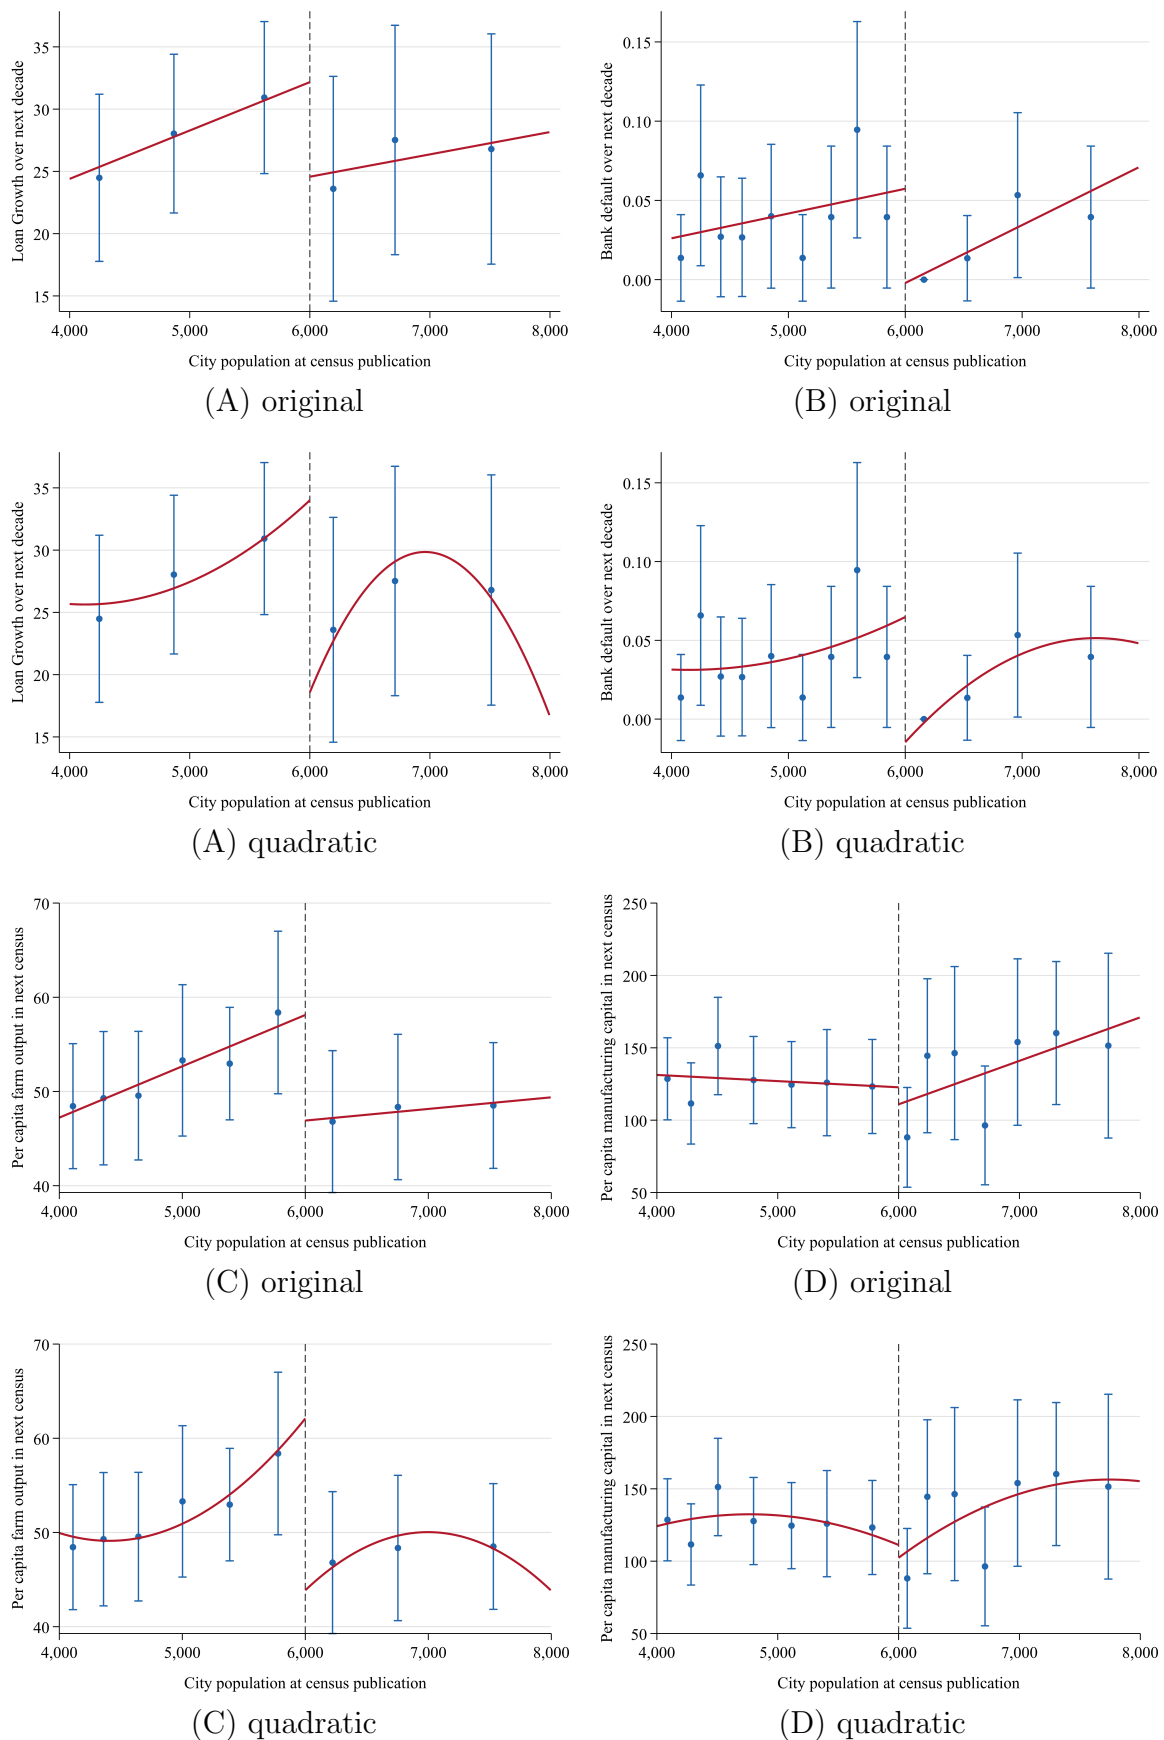 Loan Growth over next decade
35
30
25
20
15
4,000 5,000 6,000 7,000 8,000
City population at census publication
(A) original
Bank default over next decade
0.15
0.10
0.05
0.00
4,000 5,000 6,000 7,000 8,000
City population at census publication
(B) original
Loan Growth over next decade
35
30
25
20
15
4,000 5,000 6,000 7,000 8,000
City population at census publication
(A) quadratic
Bank default over next decade
0.15
0.10
0.05
0.00
4,000 5,000 6,000 7,000 8,000
City population at census publication
(B) quadratic
Per capita farm output in next census
70
60
50
40
4,000 5,000 6,000 7,000 8,000
City population at census publication
(C) original
Per capita manufacturing capital in next census
250
200
150
100
50
4,000 5,000 6,000 7,000 8,000
City population at census publication
(D) original
Per capita farm output in next census
70
60
50
40
4,000 5,000 6,000 7,000 8,000
City population at census publication
(C) quadratic
Per capita manufacturing capital in next census
250
200
150
100
50
4,000 5,000 6,000 7,000 8,000
City population at census publication
(D) quadratic